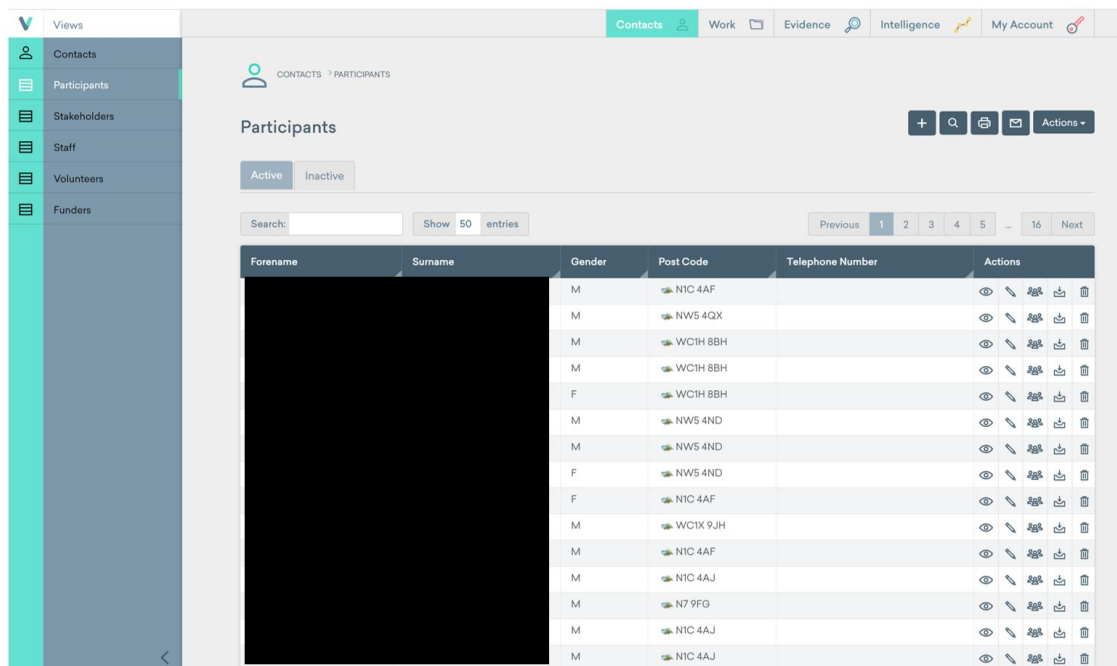 Views
Contacts Work Evidence Intelligence My Account
Contacts
Participants
Stakeholders
Staff
Volunteers
Funders
CONTACTS > PARTICIPANTS
Participants
Actions
Active Inactive
Search: Show 50 entries Previous 1 2 3 4 5 ... 16 Next
Forename Surname Gender Post Code Telephone Number Actions
M N1C 4AF
M NW5 4QX
M WC1H 8BH
M WC1H 8BH
F WC1H 8BH
M NW5 4ND
M NW5 4ND
F NW5 4ND
F N1C 4AF
M WC1X 9JH
M N1C 4AF
M N1C 4AJ
M N7 9FG
M N1C 4AJ
M N1C 4AJ